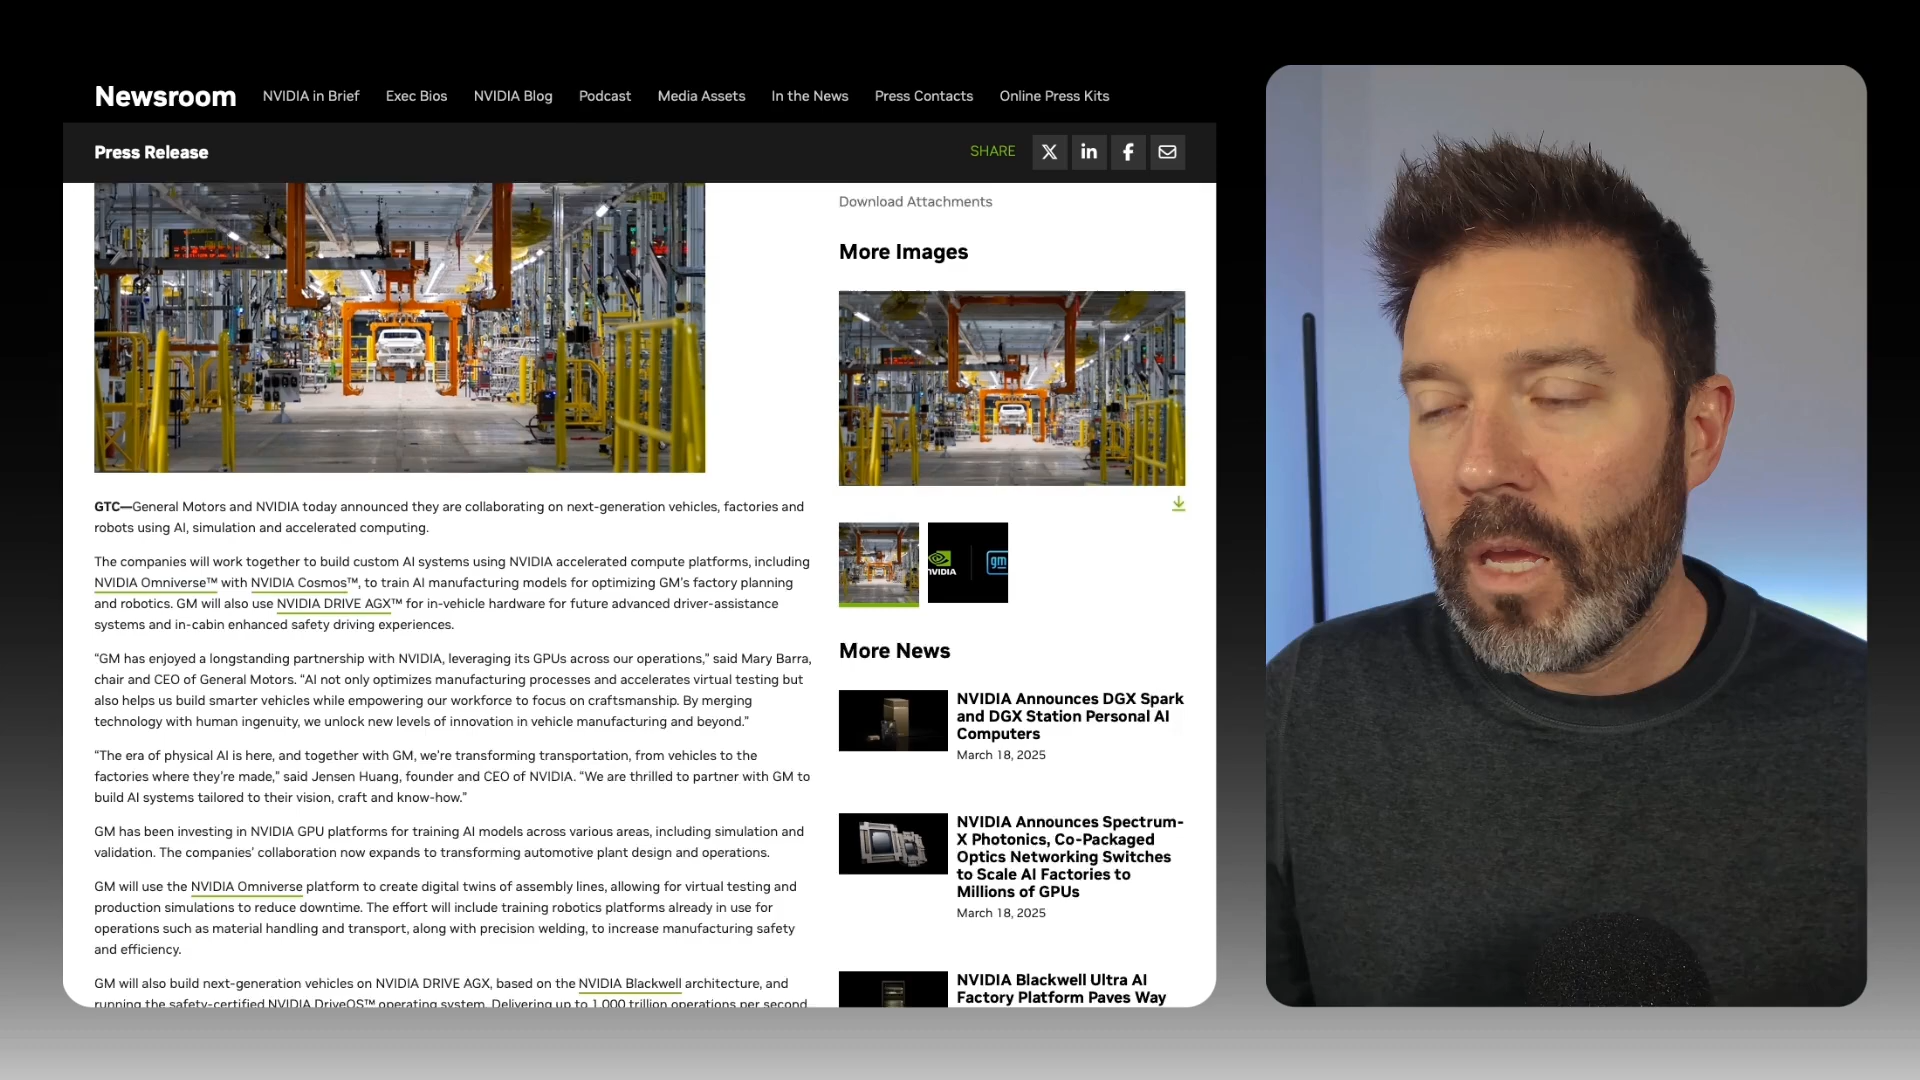 Newsroom
NVIDIA in Brief
Exec Bios
NVIDIA Blog
Podcast
Media Assets
In the News
Press Contacts
Online Press Kits
Press Release
SHARE
Download Attachments
More Images
GTC—General Motors and NVIDIA today announced they are collaborating on next-generation vehicles, factories and
robots using AI, simulation and accelerated computing.
The companies will work together to build custom AI systems using NVIDIA accelerated compute platforms, including
NVIDIA Omniverse™ with NVIDIA Cosmos™, to train AI manufacturing models for optimizing GM’s factory planning
and robotics. GM will also use NVIDIA DRIVE AGX™ for in-vehicle hardware for future advanced driver-assistance
systems and in-cabin enhanced safety driving experiences.
“GM has enjoyed a longstanding partnership with NVIDIA, leveraging its GPUs across our operations,” said Mary Barra,
chair and CEO of General Motors. “AI not only optimizes manufacturing processes and accelerates virtual testing but
also helps us build smarter vehicles while empowering our workforce to focus on craftsmanship. By merging
technology with human ingenuity, we unlock new levels of innovation in vehicle manufacturing and beyond.”
“The era of physical AI is here, and together with GM, we’re transforming transportation, from vehicles to the
factories where they’re made,” said Jensen Huang, founder and CEO of NVIDIA. “We are thrilled to partner with GM to
build AI systems tailored to their vision, craft and know-how.”
GM has been investing in NVIDIA GPU platforms for training AI models across various areas, including simulation and
validation. The companies’ collaboration now expands to transforming automotive plant design and operations.
GM will use the NVIDIA Omniverse platform to create digital twins of assembly lines, allowing for virtual testing and
production simulations to reduce downtime. The effort will include training robotics platforms already in use for
operations such as material handling and transport, along with precision welding, to increase manufacturing safety
and efficiency.
GM will also build next-generation vehicles on NVIDIA DRIVE AGX, based on the NVIDIA Blackwell architecture, and
running the safety-certified NVIDIA DriveOS™ operating system. Delivering up to 1,000 trillion operations per second
NVIDIA
gm
More News
NVIDIA Announces DGX Spark
and DGX Station Personal AI
Computers
March 18, 2025
NVIDIA Announces Spectrum-
X Photonics, Co-Packaged
Optics Networking Switches
to Scale AI Factories to
Millions of GPUs
March 18, 2025
NVIDIA Blackwell Ultra AI
Factory Platform Paves Way